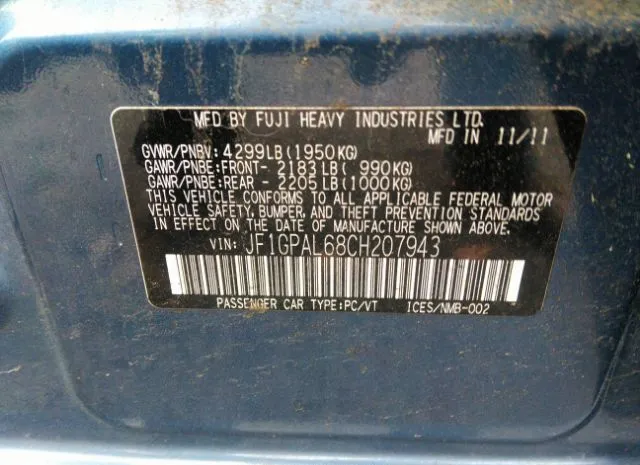 MFD BY FUJI HEAVY INDUSTRIES LTD.
MFD IN 11/11
GVWR/PNBV: 4299LB (1950KG)
GAWR/PNBE: FRONT- 2183LB ( 990KG)
GAWR/PNBE: REAR - 2205LB (1000KG)
THIS VEHICLE CONFORMS TO ALL APPLICABLE FEDERAL MOTOR
VEHICLE SAFETY, BUMPER, AND THEFT PREVENTION STANDARDS
IN EFFECT ON THE DATE OF MANUFACTURE SHOWN ABOVE.
VIN: JF1GPAL68CH207943
PASSENGER CAR TYPE:PC/VT ICES/NMB-002